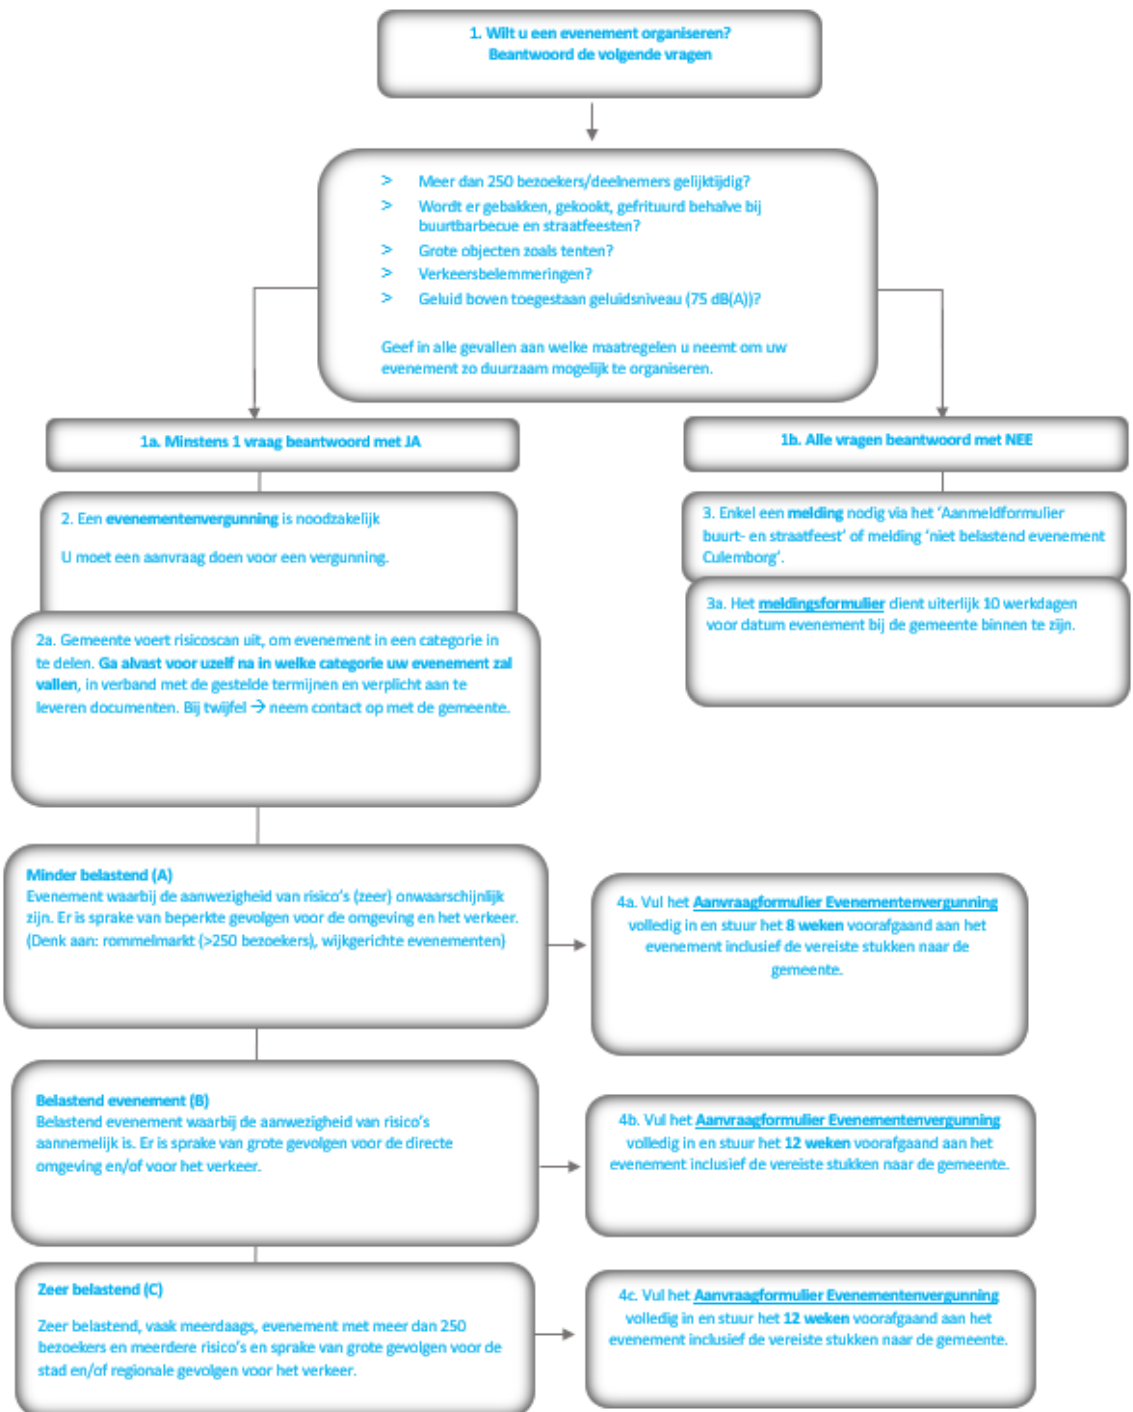 1. Wilt u een evenement organiseren?
Beantwoord de volgende vragen
> Meer dan 250 bezoekers/deelnemers gelijktijdig?
> Wordt er gebakken, gekookt, gefrituurd behalve bij
buurtbarbecue en straatfeesten?
> Grote objecten zoals tenten?
> Verkeersbelemmeringen?
> Geluid boven toegestaan geluidsniveau (75 dB(A))?
Geef in alle gevallen aan welke maatregelen u neemt om uw
evenement zo duurzaam mogelijk te organiseren.
1a. Minstens 1 vraag beantwoord met JA
2. Een evenementenvergunning is noodzakelijk
U moet een aanvraag doen voor een vergunning.
2a. Gemeente voert risicoscan uit, om evenement in een categorie in
te delen. Ga alvast voor uzelf na in welke categorie uw evenement zal
vallen, in verband met de gestelde termijnen en verplicht aan te
leveren documenten. Bij twijfel → neem contact op met de gemeente.
1b. Alle vragen beantwoord met NEE
3. Enkel een melding nodig via het ‘Aanmeldformulier
buurt- en straatfeest’ of melding ‘niet belastend evenement
Culemborg’.
3a. Het meldingsformulier dient uiterlijk 10 werkdagen
voor datum evenement bij de gemeente binnen te zijn.
Minder belastend (A)
Evenement waarbij de aanwezigheid van risico’s (zeer) onwaarschijnlijk
zijn. Er is sprake van beperkte gevolgen voor de omgeving en het verkeer.
(Denk aan: rommelmarkt (>250 bezoekers), wijkgerichte evenementen)
4a. Vul het Aanvraagformulier Evenementenvergunning
volledig in en stuur het 8 weken voorafgaand aan het
evenement inclusief de vereiste stukken naar de
gemeente.
Belastend evenement (B)
Belastend evenement waarbij de aanwezigheid van risico’s
aannemelijk is. Er is sprake van grote gevolgen voor de directe
omgeving en/of voor het verkeer.
4b. Vul het Aanvraagformulier Evenementenvergunning
volledig in en stuur het 12 weken voorafgaand aan het
evenement inclusief de vereiste stukken naar de gemeente.
Zeer belastend (C)
Zeer belastend, vaak meerdaags, evenement met meer dan 250
bezoekers en meerdere risico’s en sprake van grote gevolgen voor de
stad en/of regionale gevolgen voor het verkeer.
4c. Vul het Aanvraagformulier Evenementenvergunning
volledig in en stuur het 12 weken voorafgaand aan het
evenement inclusief de vereiste stukken naar de gemeente.